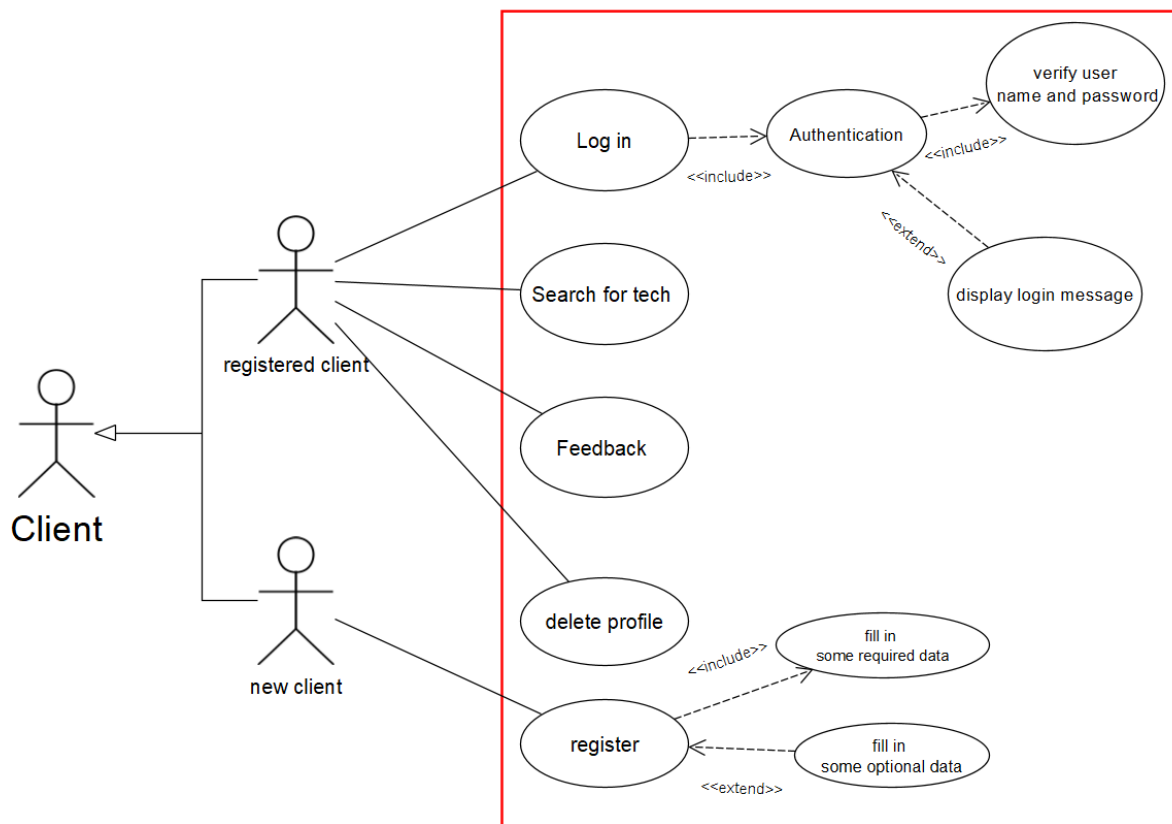 verify user
name and password
Log in
Authentication
<<include>>
<<include>>
<<extend>>
Search for tech
display login message
registered client
Feedback
Client
new client
delete profile
fill in
some required data
<<include>>
register
fill in
some optional data
<<extend>>